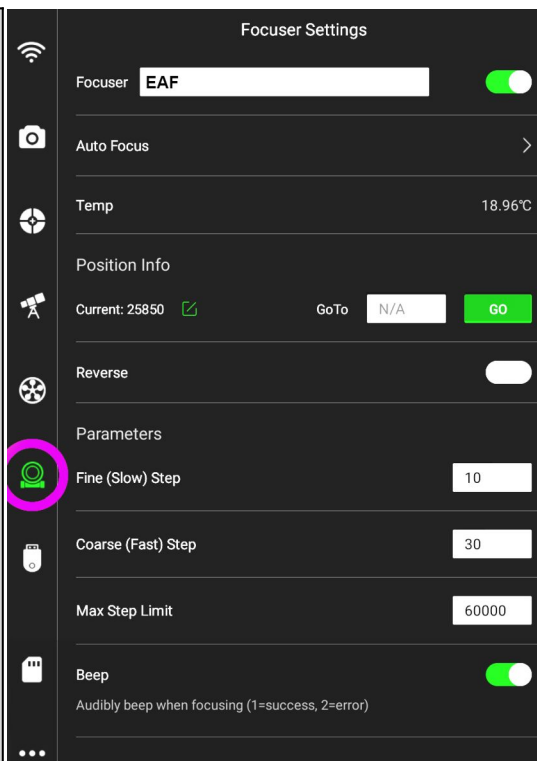 Focuser Settings
Focuser EAF
Auto Focus
Temp 18.96℃
Position Info
Current: 25850 GoTo N/A GO
Reverse
Parameters
Fine (Slow) Step 10
Coarse (Fast) Step 30
Max Step Limit 60000
Beep
Audibly beep when focusing (1=success, 2=error)